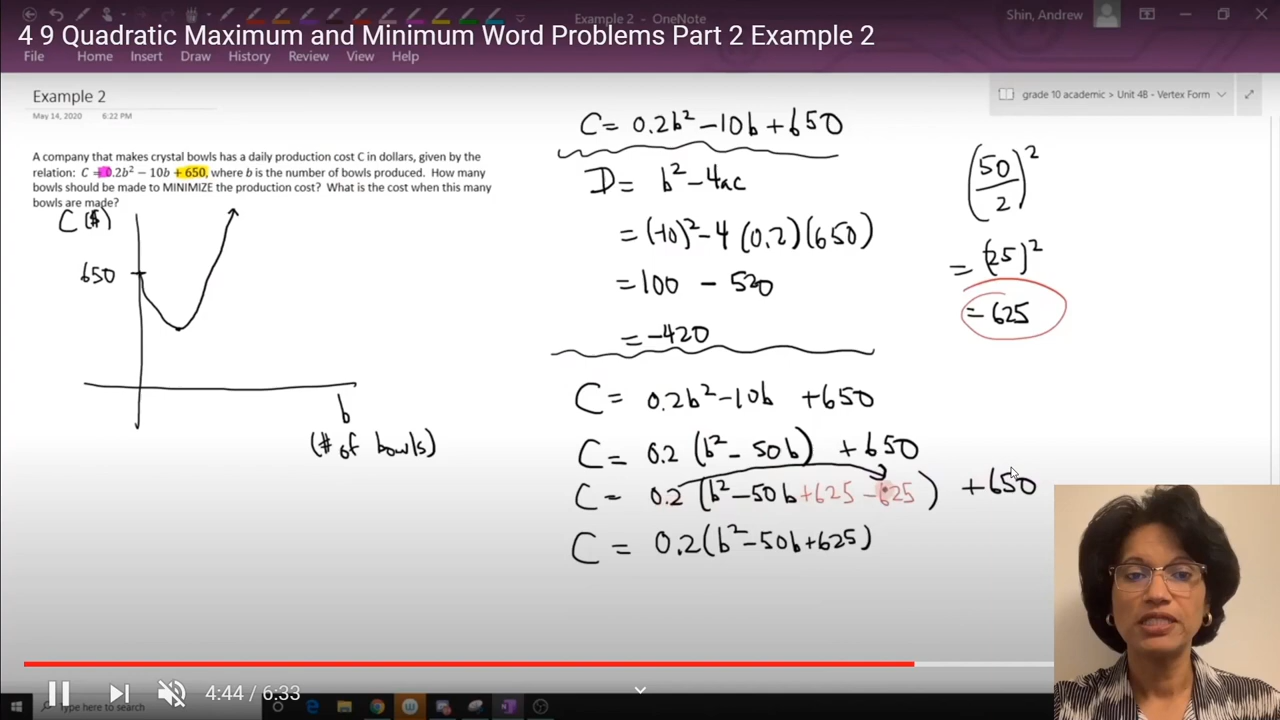 Example 2 - OneNote
Shin, Andrew
4 9 Quadratic Maximum and Minimum Word Problems Part 2 Example 2
File Home Insert Draw History Review View Help
Example 2
grade 10 academic > Unit 4B - Vertex Form
May 14, 2020 6:22 PM
A company that makes crystal bowls has a daily production cost C in dollars, given by the
relation: C = 0.2b² − 10b + 650, where b is the number of bowls produced. How many
bowls should be made to MINIMIZE the production cost? What is the cost when this many
bowls are made?
C ($)
650
b
(# of bowls)
C = 0.2b² - 10b + 650
D = b² - 4ac
= (-10)² - 4 (0.2)(650)
= 100 - 520
= -420
C = 0.2b² - 10b + 650
C = 0.2 (b² - 50b) + 650
C = 0.2 (b² - 50b + 625 - 625) + 650
C = 0.2(b² - 50b + 625)
(50/2)²
= (25)²
= 625
4:44 / 6:33
Type here to search